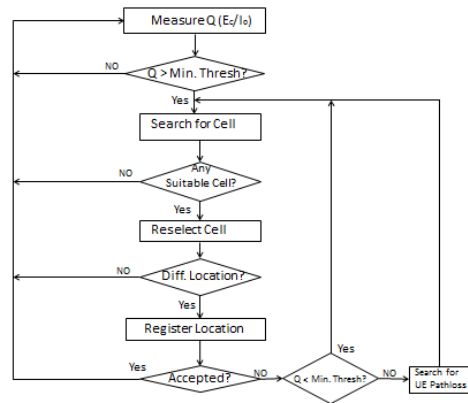 Measure Q (Ec/Io)
NO
Q > Min. Thresh?
Yes
Search for Cell
NO
Any
Suitable Cell?
Yes
Reselect Cell
NO
Diff. Location?
Yes
Register Location
Yes
Yes
Accepted?
NO
Q < Min. Thresh?
NO
Search for
UE Pathloss